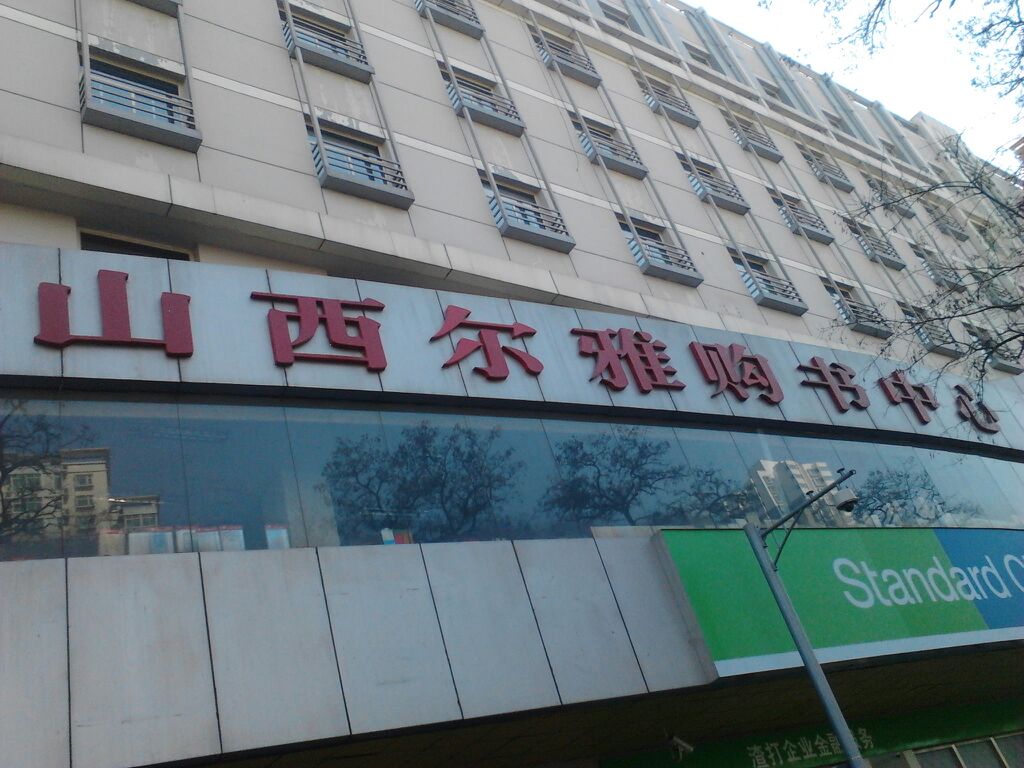 山西尔雅购书中心
Standard C
渣打企业金融服务